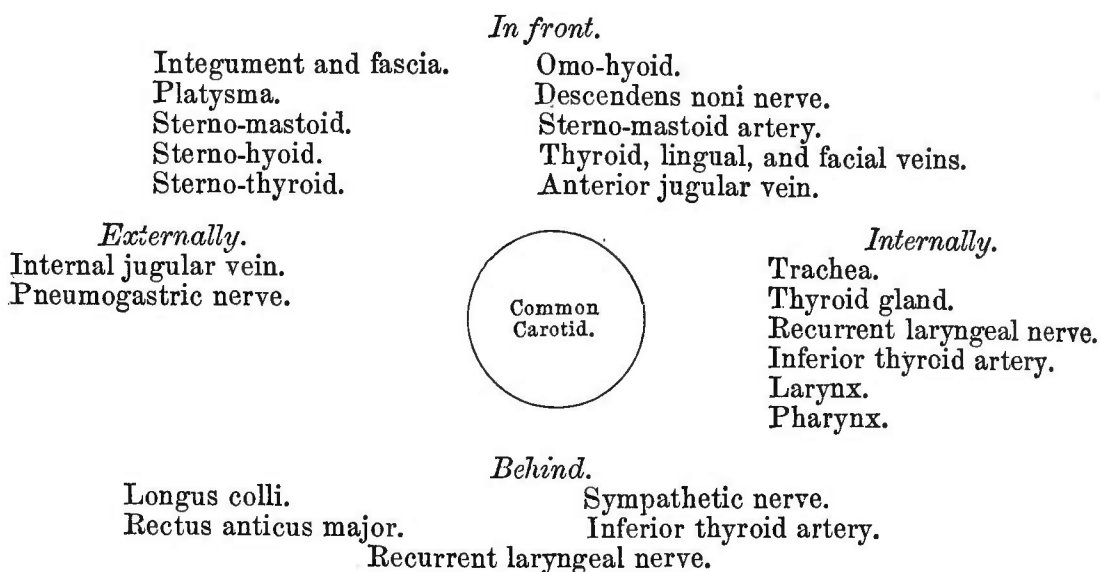 In front.
Integument and fascia.
Platysma.
Sterno-mastoid.
Sterno-hyoid.
Sterno-thyroid.
Omo-hyoid.
Descendens noni nerve.
Sterno-mastoid artery.
Thyroid, lingual, and facial veins.
Anterior jugular vein.
Externally.
Internal jugular vein.
Pneumogastric nerve.
Common
Carotid.
Internally.
Trachea.
Thyroid gland.
Recurrent laryngeal nerve.
Inferior thyroid artery.
Larynx.
Pharynx.
Behind.
Longus colli.
Rectus anticus major.
Sympathetic nerve.
Inferior thyroid artery.
Recurrent laryngeal nerve.